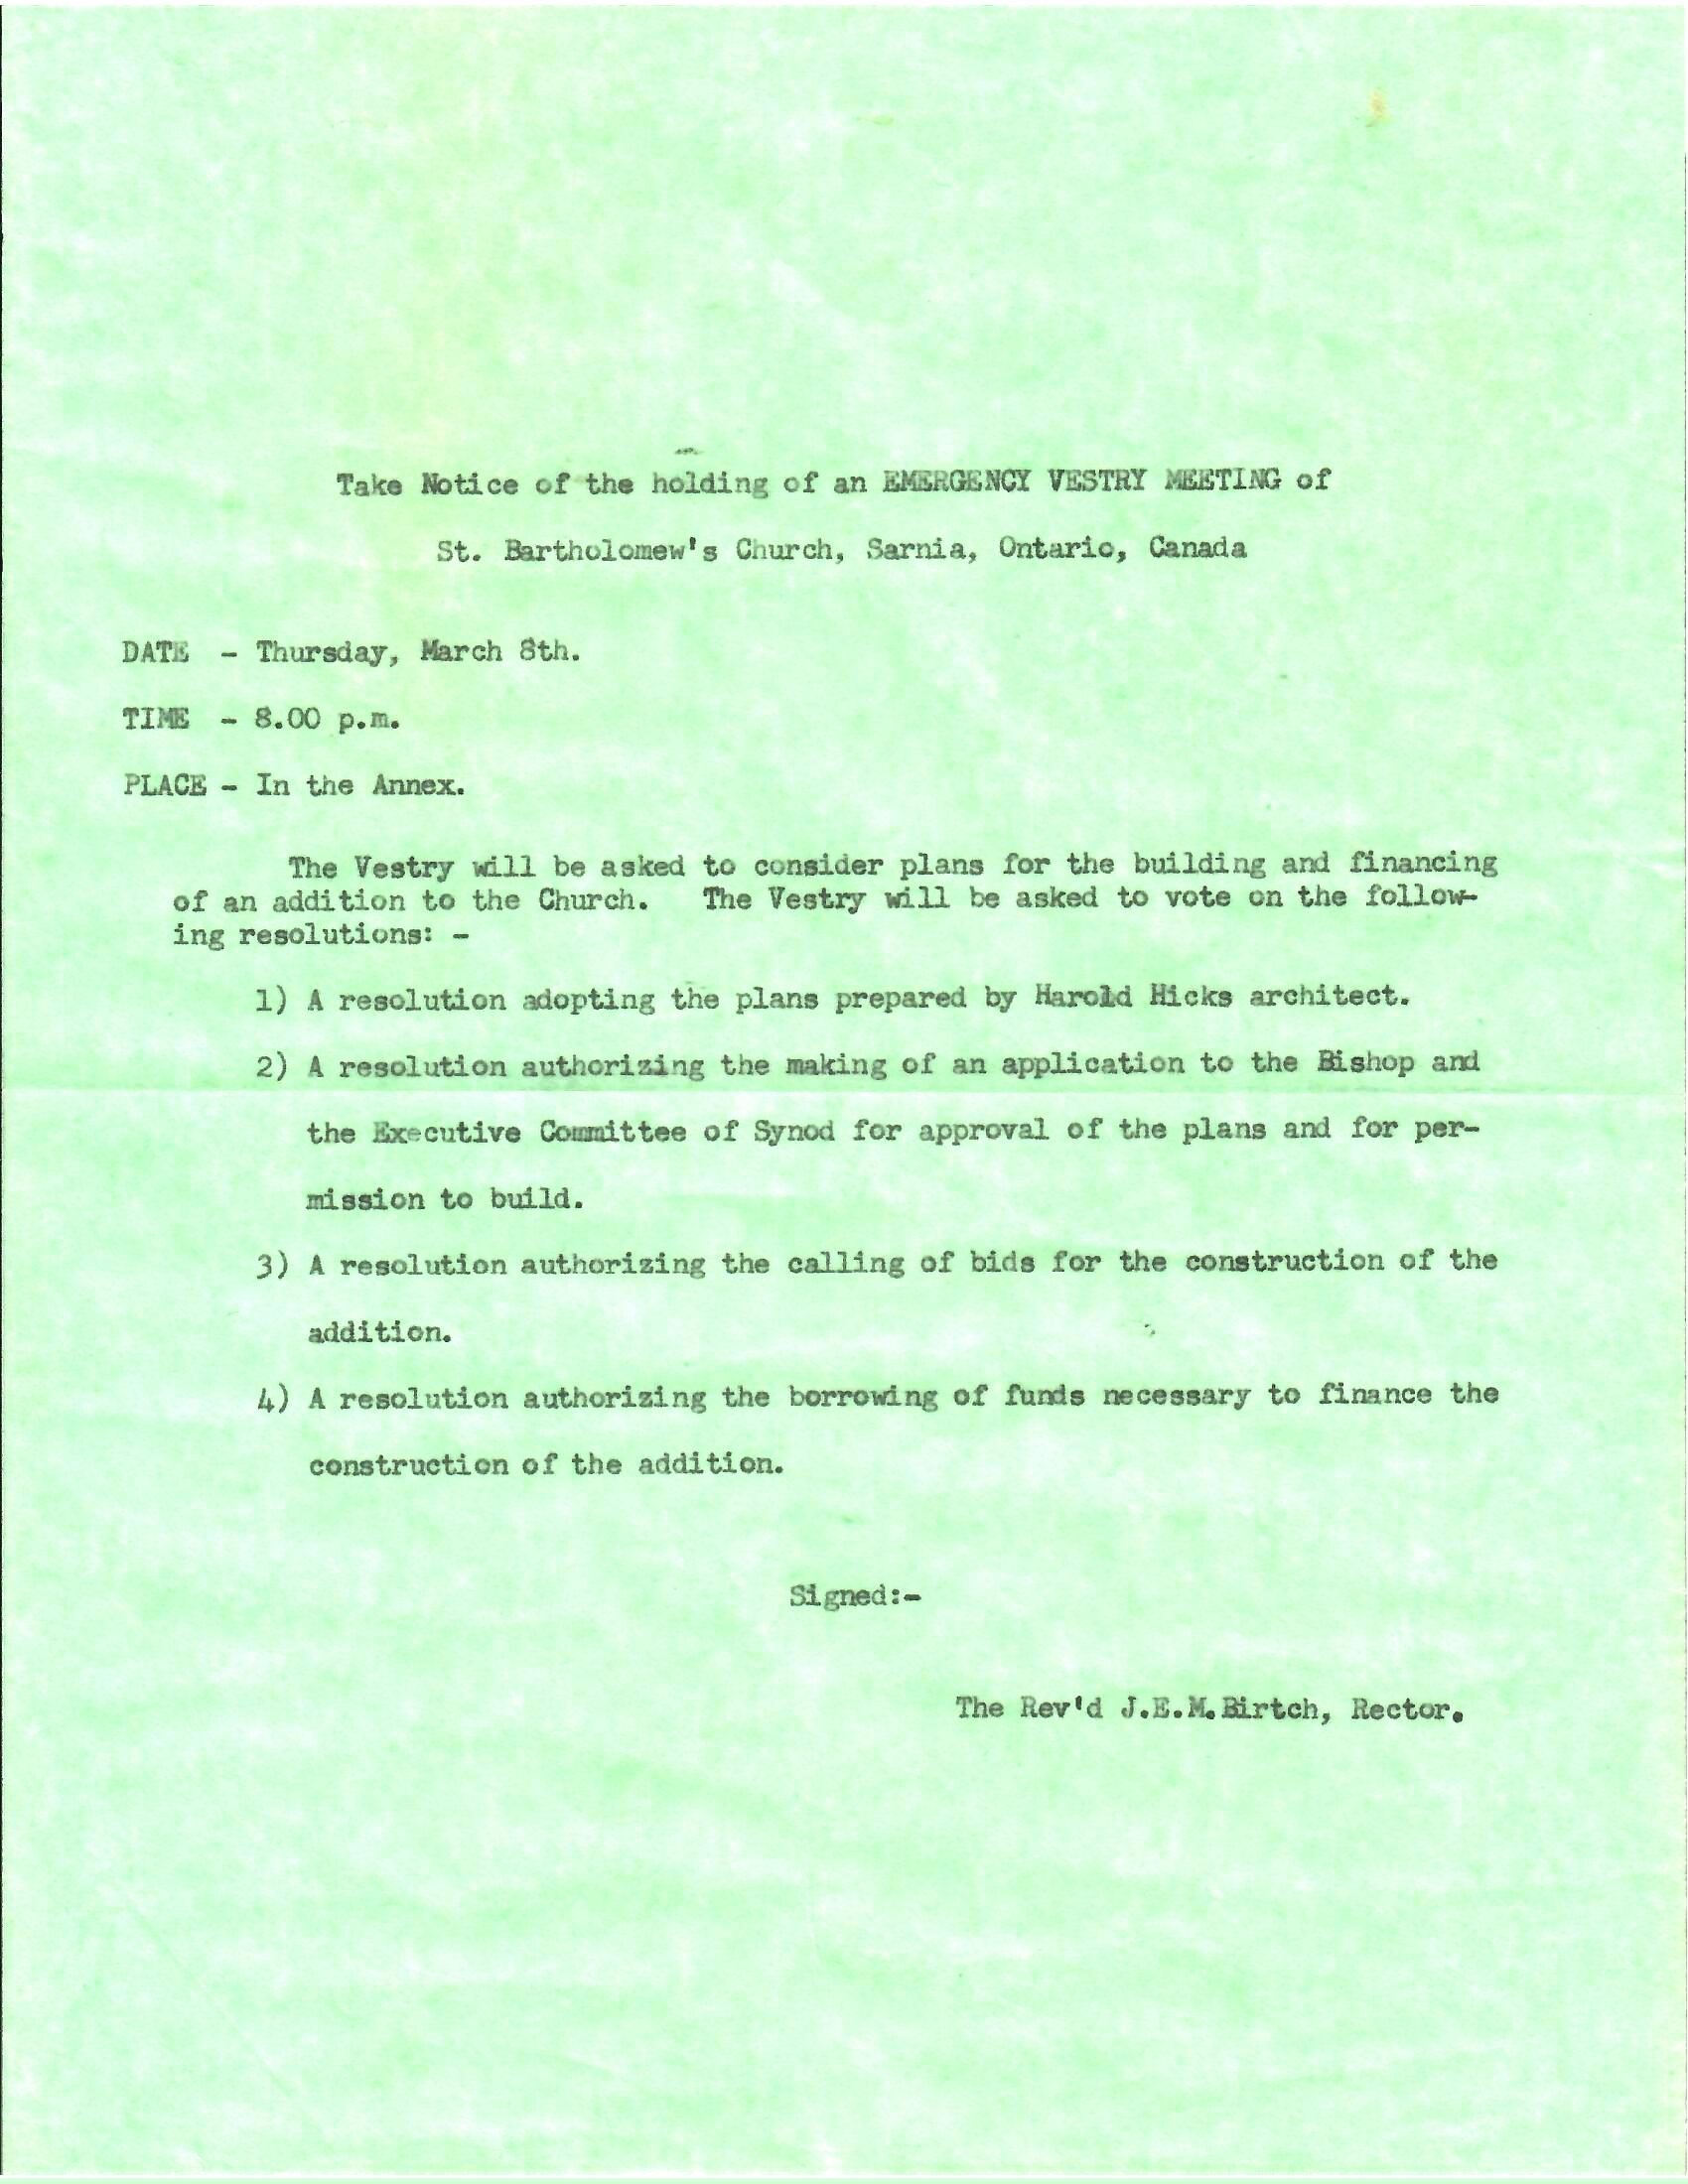 Take Notice of the holding of an EMERGENCY VESTRY MEETING of
St. Bartholomew's Church, Sarnia, Ontario, Canada
DATE - Thursday, March 8th.
TIME - 8.00 p.m.
PLACE - In the Annex.
The Vestry will be asked to consider plans for the building and financing
of an addition to the Church. The Vestry will be asked to vote on the follow-
ing resolutions: -
1) A resolution adopting the plans prepared by Harold Hicks architect.
2) A resolution authorizing the making of an application to the Bishop and
the Executive Committee of Synod for approval of the plans and for per-
mission to build.
3) A resolution authorizing the calling of bids for the construction of the
addition.
4) A resolution authorizing the borrowing of funds necessary to finance the
construction of the addition.
Signed:-
The Rev'd J.E.M.Birtch, Rector.